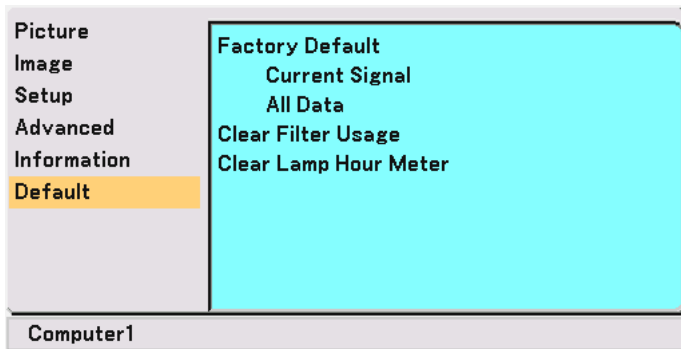 Picture
Image
Setup
Advanced
Information
Default
Factory Default
Current Signal
All Data
Clear Filter Usage
Clear Lamp Hour Meter
Computer1